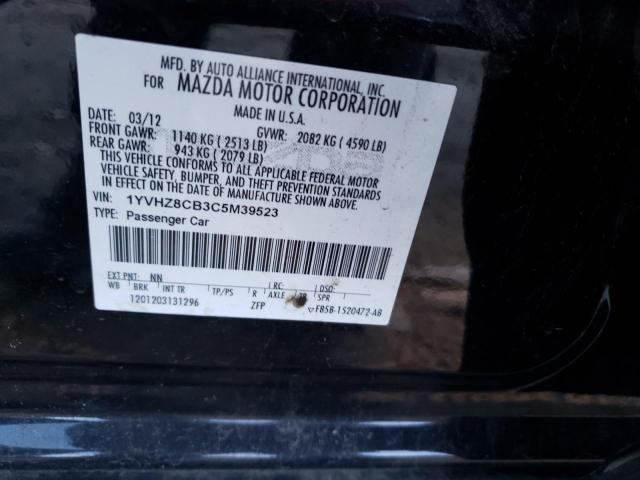 MFD. BY AUTO ALLIANCE INTERNATIONAL, INC.
FOR MAZDA MOTOR CORPORATION
MADE IN U.S.A.
DATE: 03/12 GVWR: 2082 KG ( 4590 LB)
FRONT GAWR: 1140 KG ( 2513 LB)
REAR GAWR: 943 KG ( 2079 LB)
THIS VEHICLE CONFORMS TO ALL APPLICABLE FEDERAL MOTOR
VEHICLE SAFETY, BUMPER, AND THEFT PREVENTION STANDARDS
IN EFFECT ON THE DATE OF MANUFACTURE SHOWN ABOVE.
VIN: 1YVHZ8CB3C5M39523
TYPE: Passenger Car
EXT PNT: NN RC: DSO:
WB BRK INT TR TP/PS R AXLE TR SPR
1201203131296 ZFP FB5B-1520472-AB